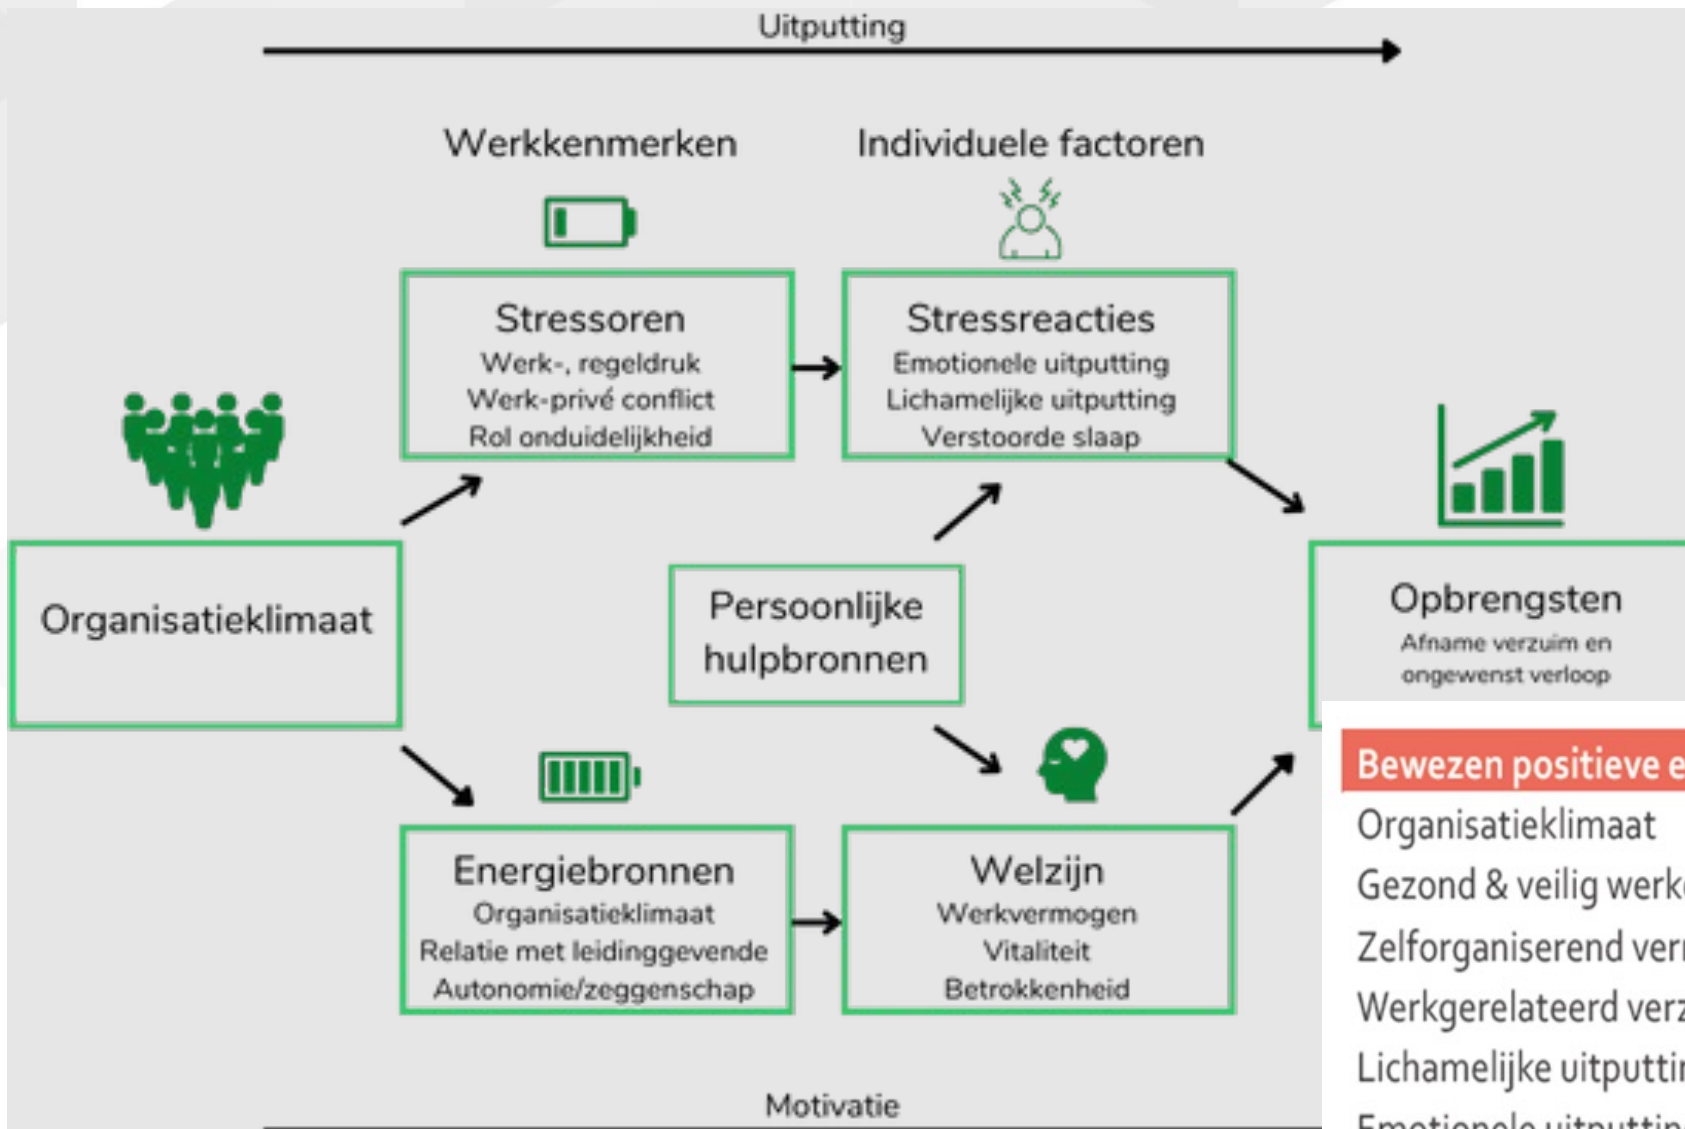 Uitputting
Werkkenmerken
Individuele factoren
Stressoren
Werk-, regeldruk
Werk-privé conflict
Rol onduidelijkheid
Stressreacties
Emotionele uitputting
Lichamelijke uitputting
Verstoorde slaap
Organisatieklimaat
Persoonlijke
hulpbronnen
Opbrengsten
Afname verzuim en
ongewenst verloop
Energiebronnen
Organisatieklimaat
Relatie met leidinggevende
Autonomie/zeggenschap
Welzijn
Werkvermogen
Vitaliteit
Betrokkenheid
Motivatie
Bewezen positieve
Organisatieklimaat
Gezond & veilig
Zelforganiserend
Werkgerelateerd
Lichamelijke